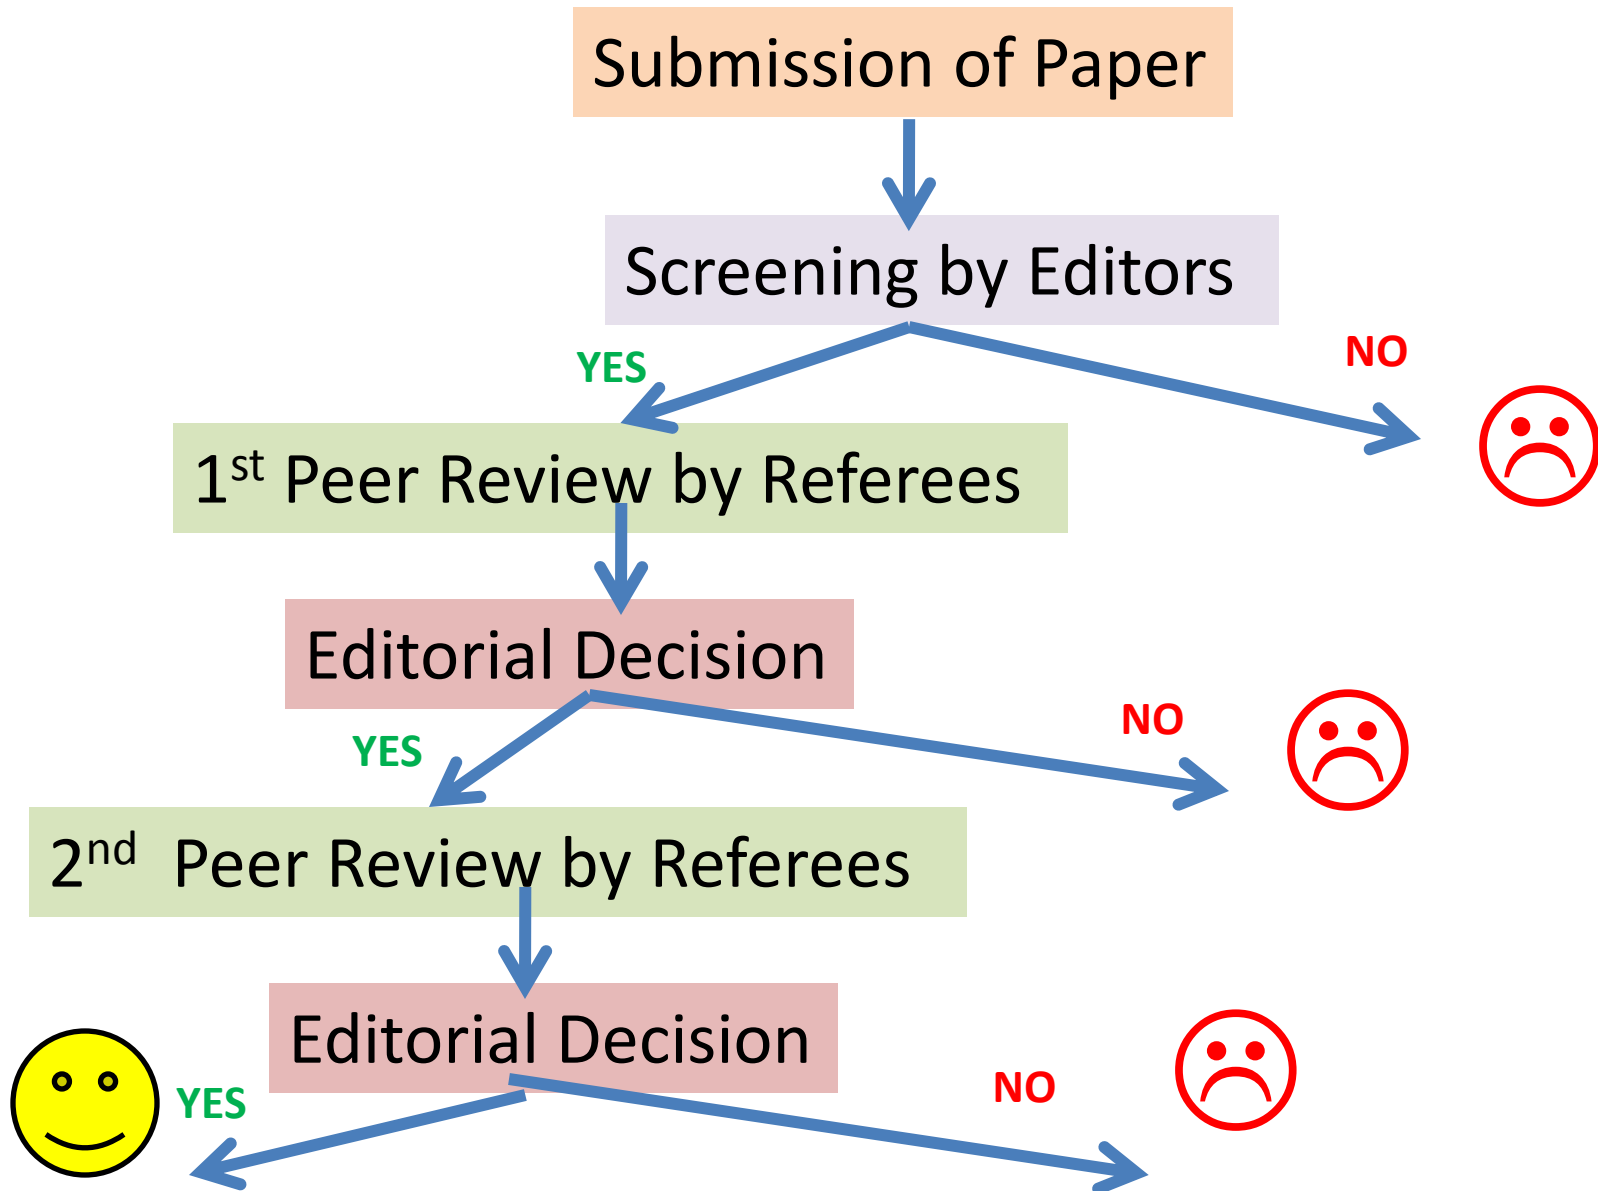 Submission of Paper
Screening by Editors
YES
NO
1st Peer Review by Referees
Editorial Decision
YES
NO
2nd Peer Review by Referees
Editorial Decision
YES
NO